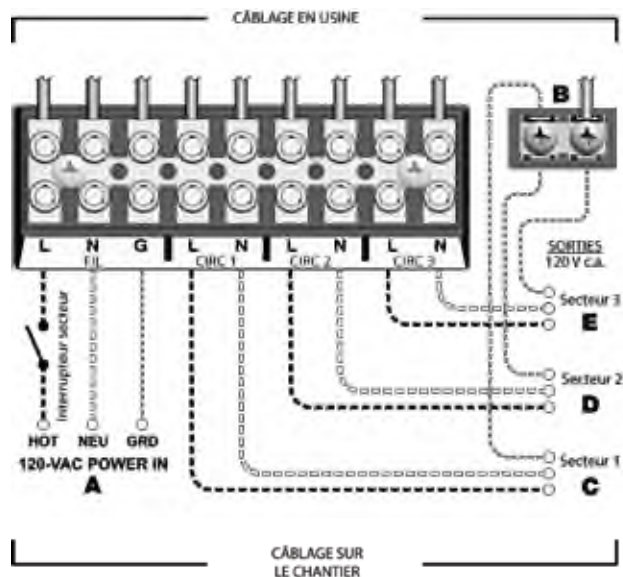 CÂBLAGE EN USINE
B
L N G L N L N L N
FIL CIRC 1 CIRC 2 CIRC 3
SORTIES
120 V c.a.
Secteur 3
E
Interrupteur secteur
Secteur 2
D
HOT NEU GRD
120-VAC POWER IN
A
Secteur 1
C
CÂBLAGE SUR
LE CHANTIER